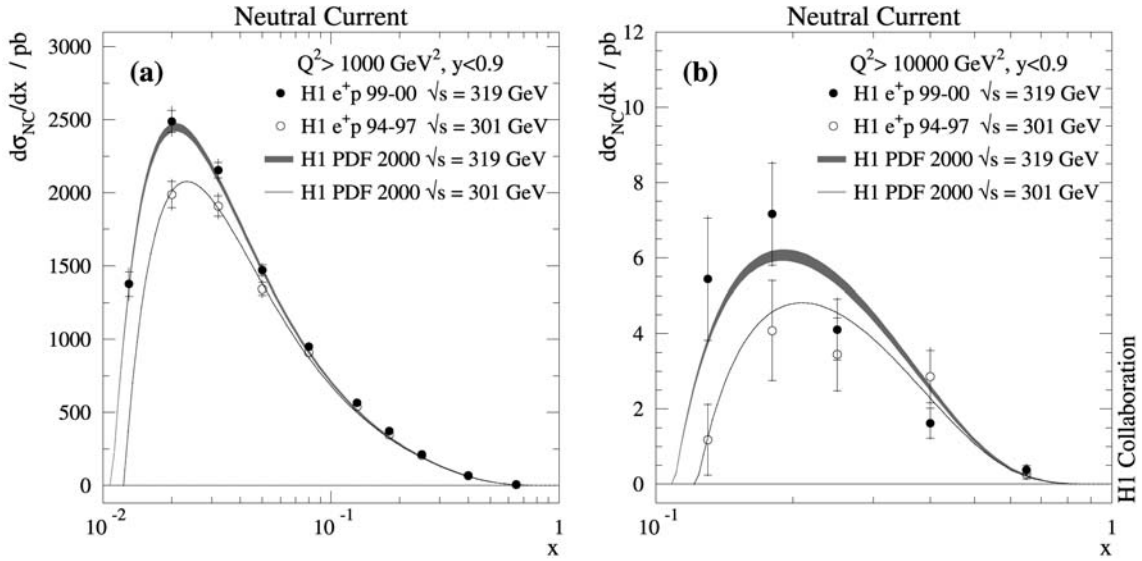 Neutral Current
dσNC/dx / pb
(a)
Q²> 1000 GeV², y<0.9
H1 e⁺p 99-00 √s = 319 GeV
H1 e⁺p 94-97 √s = 301 GeV
H1 PDF 2000 √s = 319 GeV
H1 PDF 2000 √s = 301 GeV
3000
2500
2000
1500
1000
500
0
10⁻² 10⁻¹ 1
x
Neutral Current
dσNC/dx / pb
(b)
Q²> 10000 GeV², y<0.9
H1 e⁺p 99-00 √s = 319 GeV
H1 e⁺p 94-97 √s = 301 GeV
H1 PDF 2000 √s = 319 GeV
H1 PDF 2000 √s = 301 GeV
12
10
8
6
4
2
0
10⁻¹ 1
x
H1 Collaboration